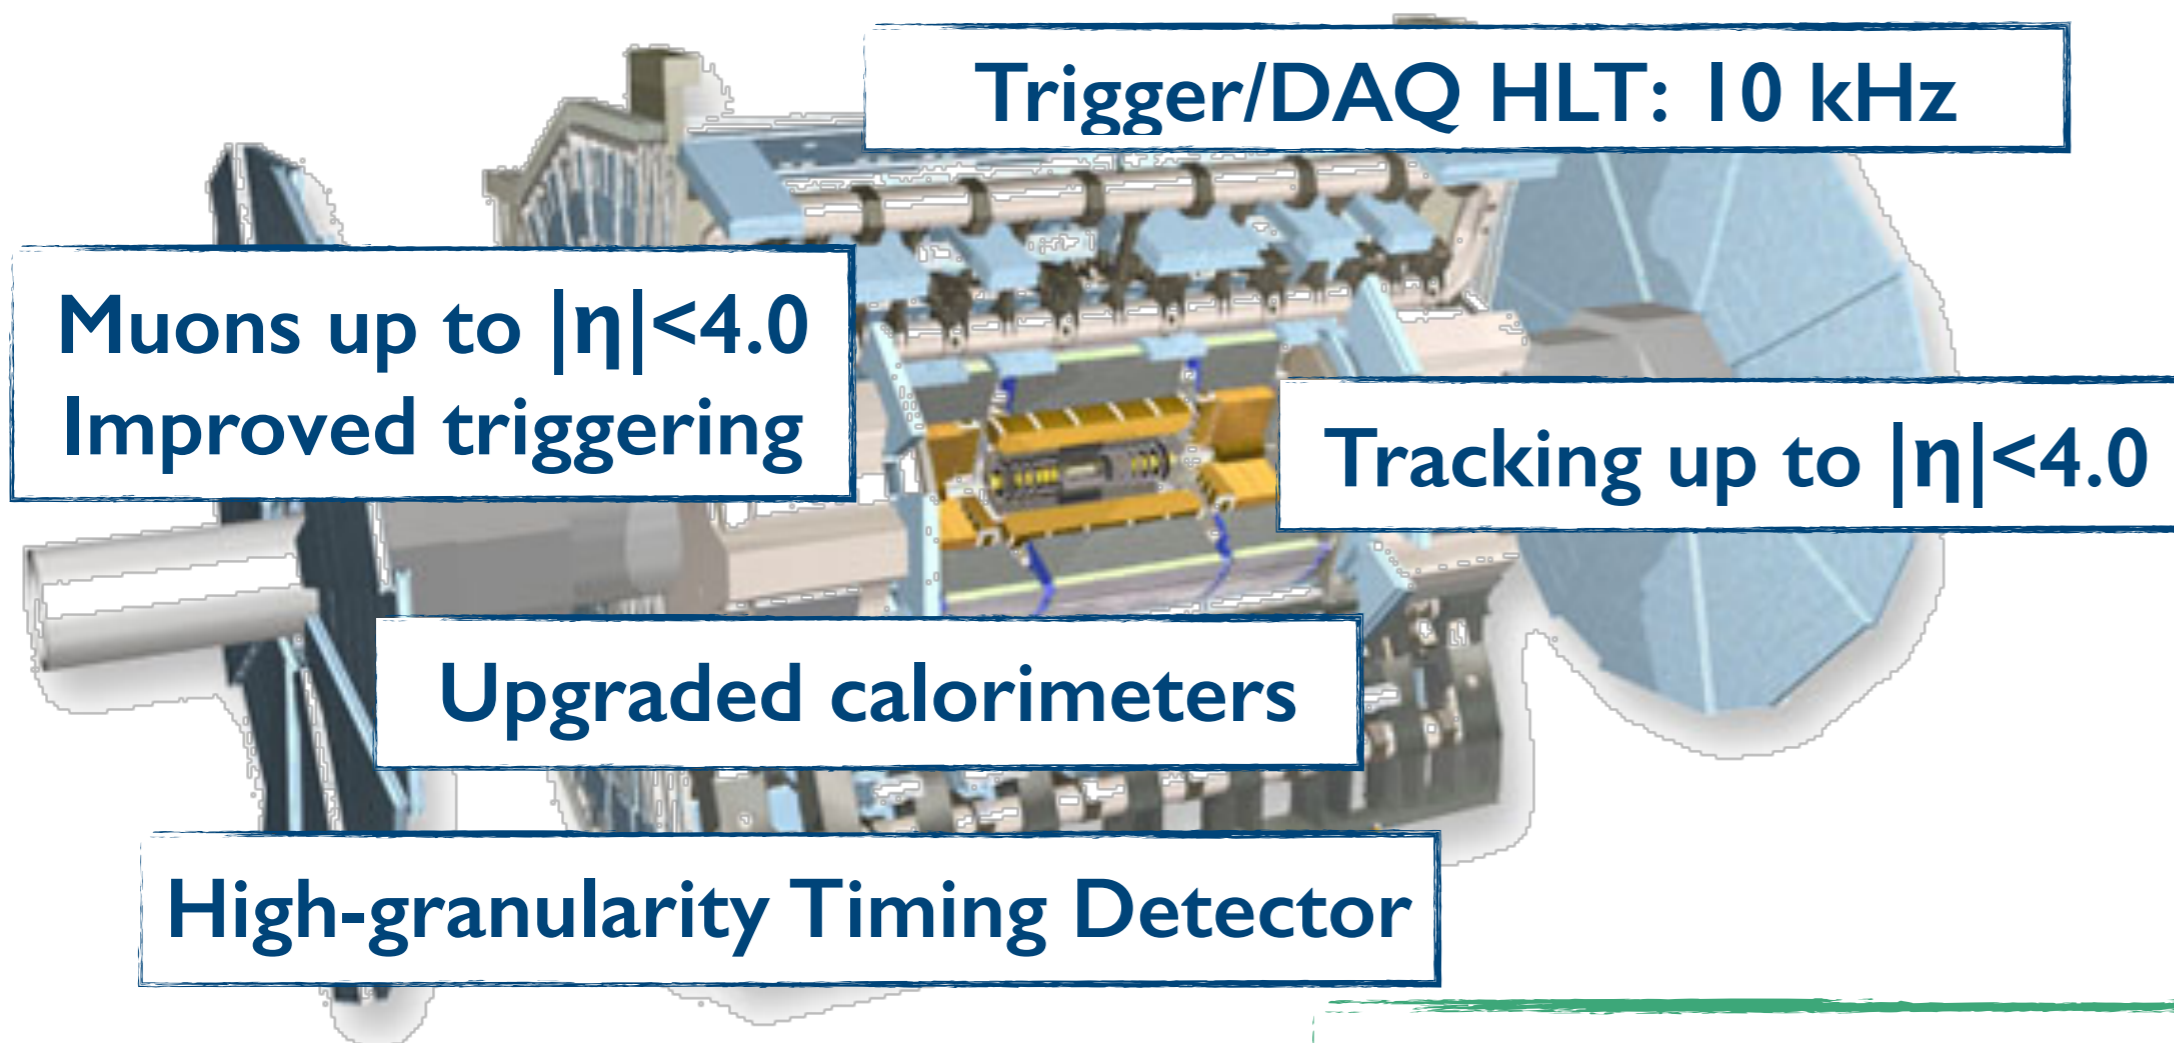 Trigger/DAQ HLT: 10 kHz
Muons up to |η|<4.0
Improved triggering
Tracking up to |η|<4.0
Upgraded calorimeters
High-granularity Timing Detector